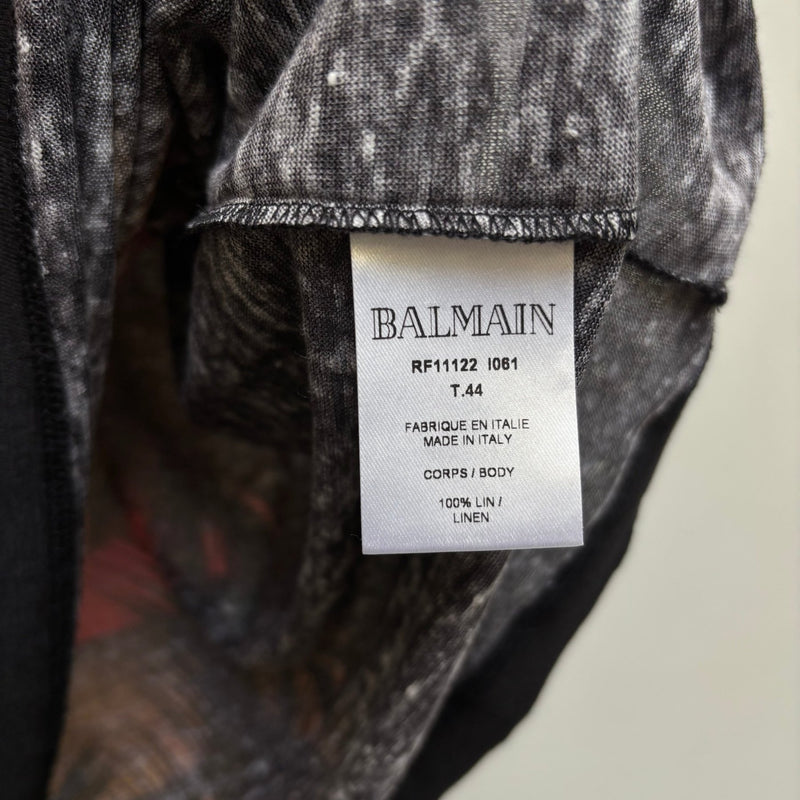 BALMAIN
RF11122 I061
T.44
FABRIQUE EN ITALIE
MADE IN ITALY
CORPS / BODY
100% LIN /
LINEN